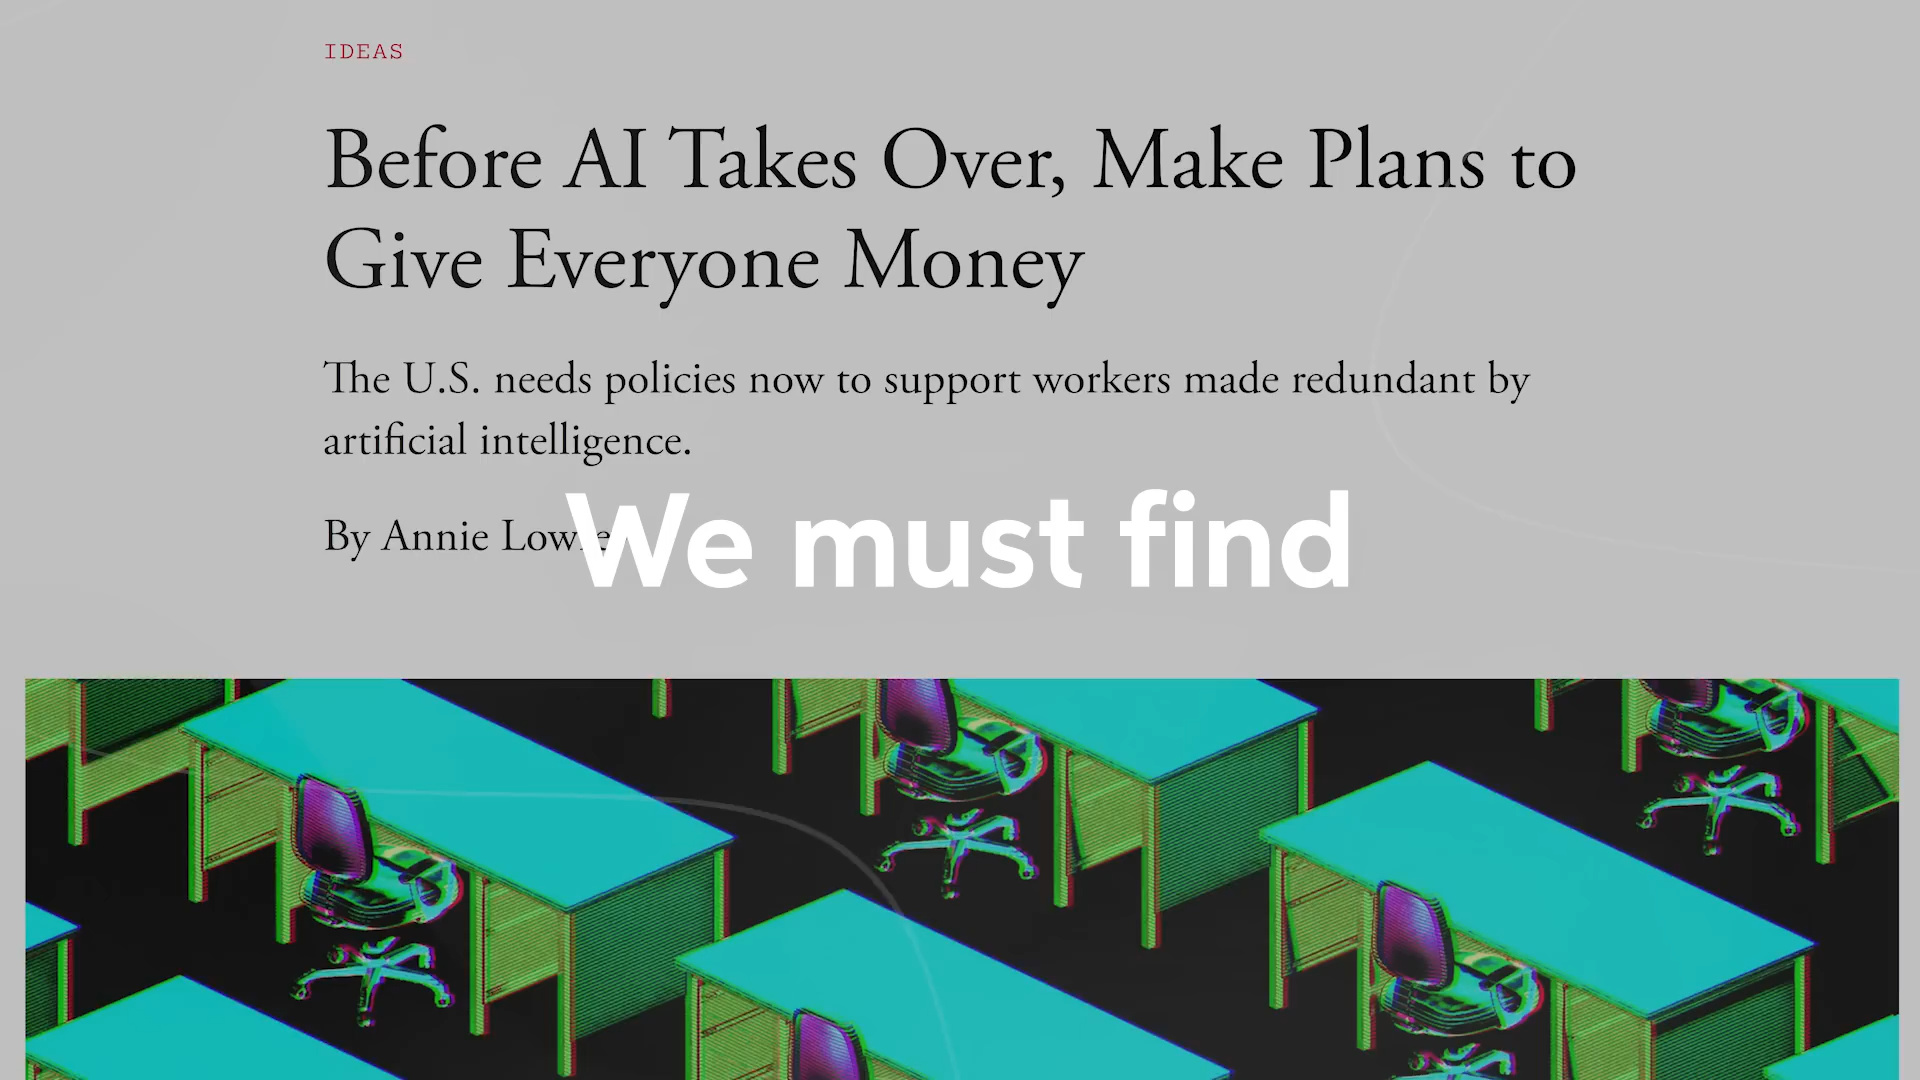 IDEAS
Before AI Takes Over, Make Plans to
Give Everyone Money
The U.S. needs policies now to support workers made redundant by
artificial intelligence.
By Annie
We must find